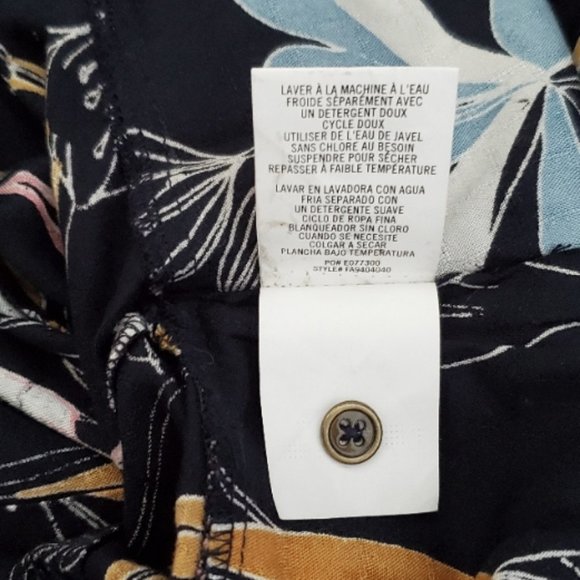 LAVER À LA MACHINE À L'EAU
FROIDE SÉPARÉMENT AVEC
UN DETERGENT DOUX
CYCLE DOUX
UTILISER DE L'EAU DE JAVEL
SANS CHLORE AU BESOIN
SUSPENDRE POUR SÉCHER
REPASSER À FAIBLE TEMPÉRATURE
LAVAR EN LAVADORA CON AGUA
FRIA SEPARADO CON
UN DETERGENTE SUAVE
CICLO DE ROPA FINA
BLANQUEADOR SIN CLORO
CUANDO SE NECESITE
COLGAR A SECAR
PLANCHA BAJO TEMPERATURA
PO# E077300
STYLE# FA9404040